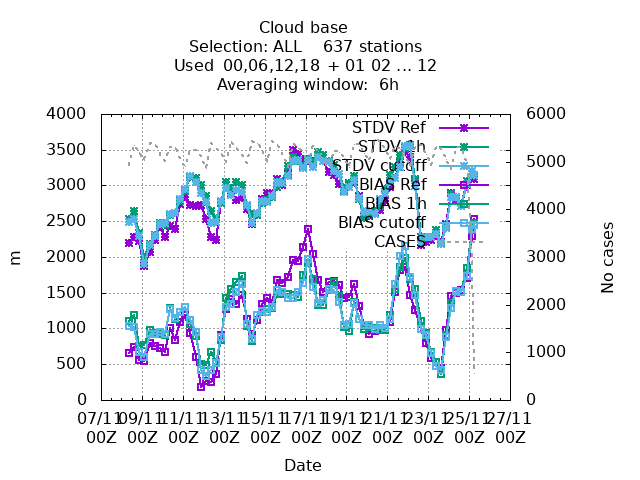 Cloud base
Selection: ALL    637 stations
Used  00,06,12,18 + 01 02 ... 12
Averaging window:  6h
4000
3500
3000
2500
2000
1500
1000
500
0
m
6000
5000
4000
3000
2000
1000
0
No cases
STDV Ref
STDV 1h
STDV cutoff
BIAS Ref
BIAS 1h
BIAS cutoff
CASES
07/11 09/11 11/11 13/11 15/11 17/11 19/11 21/11 23/11 25/11 27/11
00Z 00Z 00Z 00Z 00Z 00Z 00Z 00Z 00Z 00Z 00Z
Date